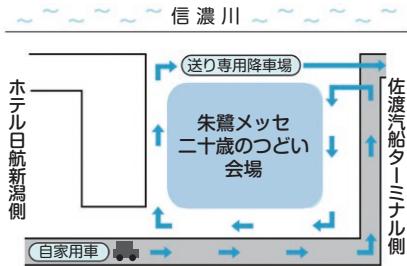 信濃川
送り専用降車場
ホテル日航新潟側
朱鷺メッセ
二十歳のつどい
会場
佐渡汽船ターミナル側
自家用車